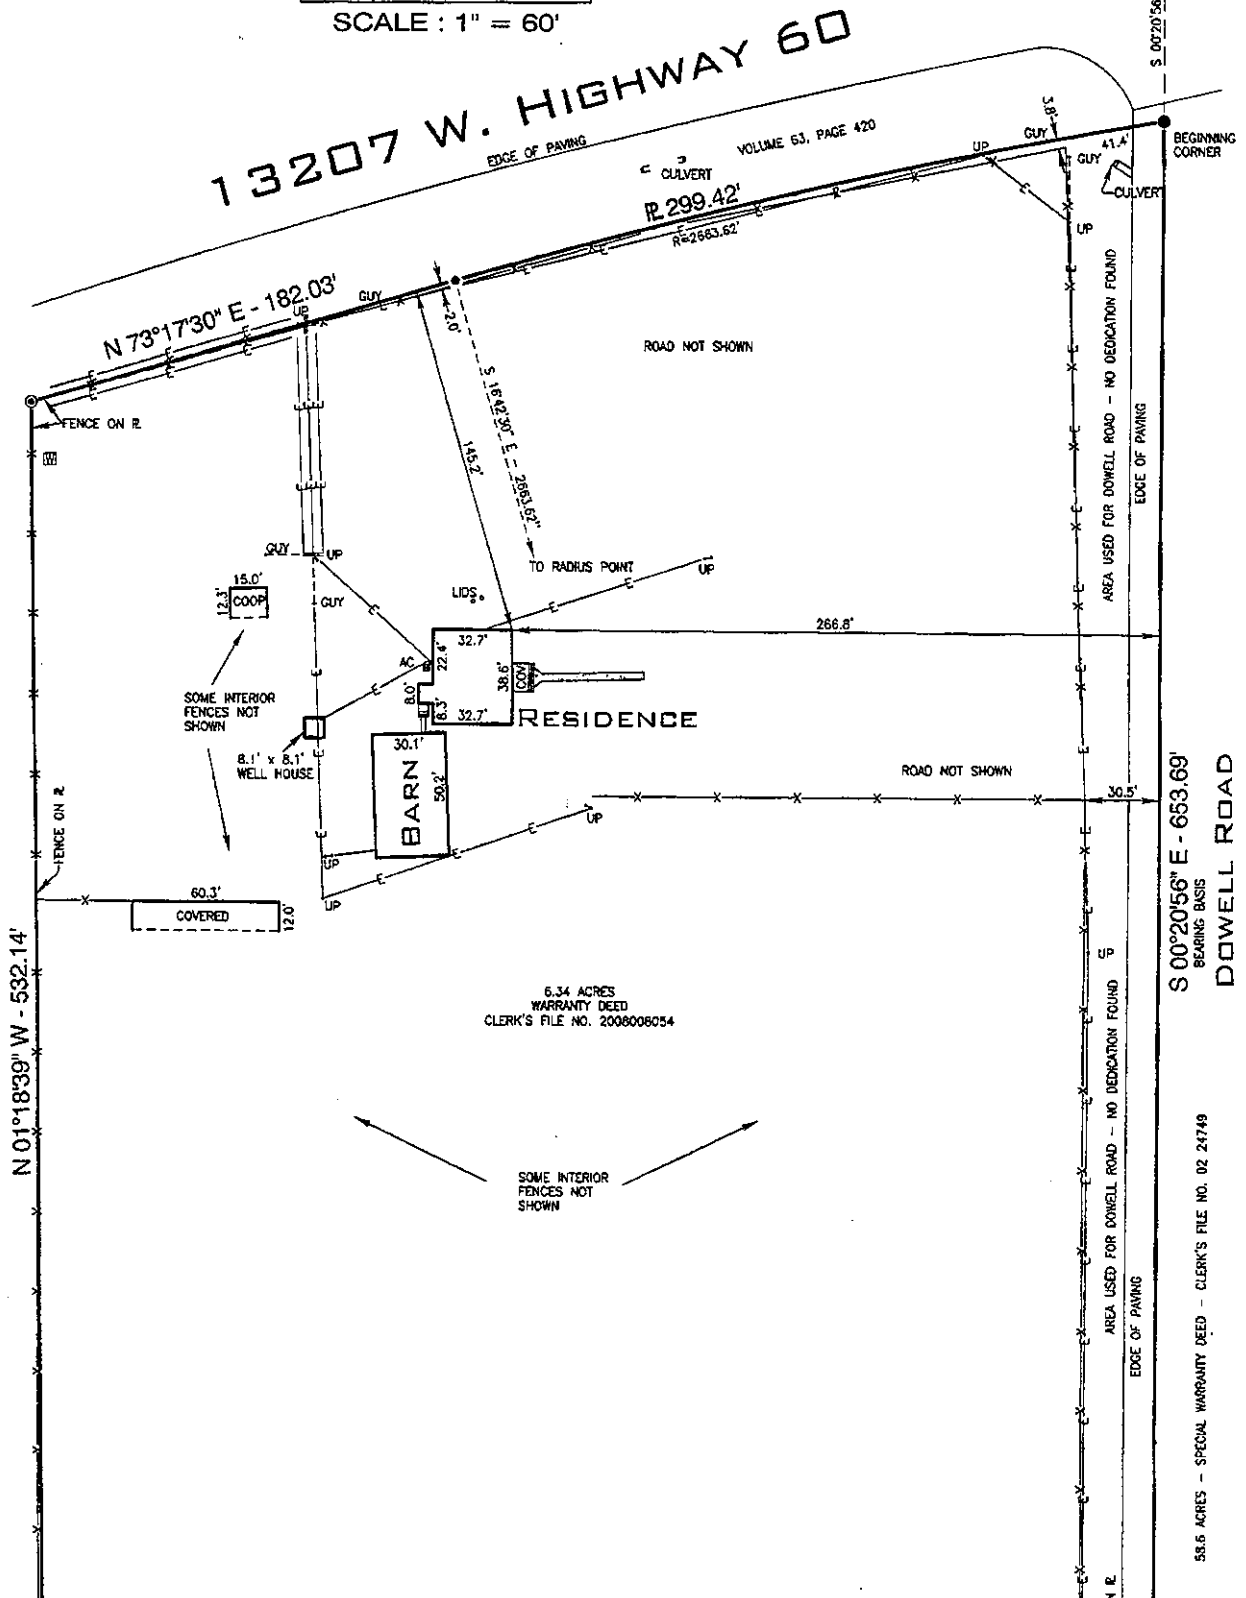 SCALE : 1" = 60'
S 00°20'56
13207 W. HIGHWAY 60
EDGE OF PAVING
CULVERT
VOLUME 63, PAGE 420
3.8'
GUY
UP
GUY
41.4'
BEGINNING
CORNER
CULVERT
UP
PL 299.42'
R=2663.62'
N 73°17'30" E - 182.03'
UP
GUY
2.0'
ROAD NOT SHOWN
FENCE ON PL
W
S 16°42'30" E - 2663.62"
145.2'
TO RADIUS POINT
AREA USED FOR DOWELL ROAD - NO DEDICATION FOUND
EDGE OF PAVING
GUY
UP
UP
15.0'
12.3'
COOP
GUY
LIDS
32.7'
266.8'
AC
22.4'
8.0'
38.6'
COV
8.3'
32.7'
RESIDENCE
SOME INTERIOR
FENCES NOT
SHOWN
8.1' x 8.1'
WELL HOUSE
30.1'
BARN
50.2'
ROAD NOT SHOWN
30.5'
UP
UP
UP
FENCE ON PL
60.3'
COVERED
12.0'
S 00°20'56" E - 653.69'
BEARING BASIS
DOWELL ROAD
N 01°18'39" W - 532.14'
UP
6.34 ACRES
WARRANTY DEED
CLERK'S FILE NO. 2008008054
AREA USED FOR DOWELL ROAD - NO DEDICATION FOUND
EDGE OF PAVING
SOME INTERIOR
FENCES NOT
SHOWN
58.6 ACRES - SPECIAL WARRANTY DEED - CLERK'S FILE NO. 02 24749
N PL